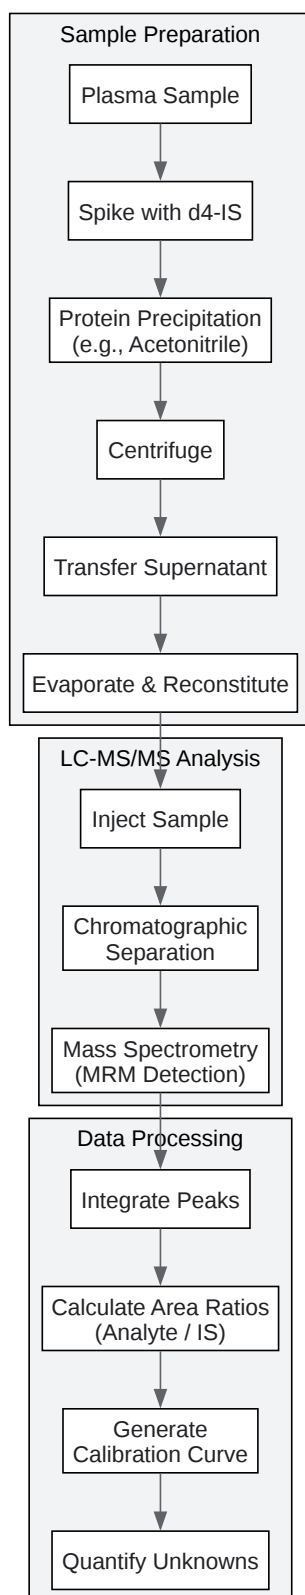 Sample Preparation
Plasma Sample
Spike with d4-IS
Protein Precipitation
(e.g., Acetonitrile)
Centrifuge
Transfer Supernatant
Evaporate & Reconstitute
LC-MS/MS Analysis
Inject Sample
Chromatographic
Separation
Mass Spectrometry
(MRM Detection)
Data Processing
Integrate Peaks
Calculate Area Ratios
(Analyte / IS)
Generate
Calibration Curve
Quantify Unknowns